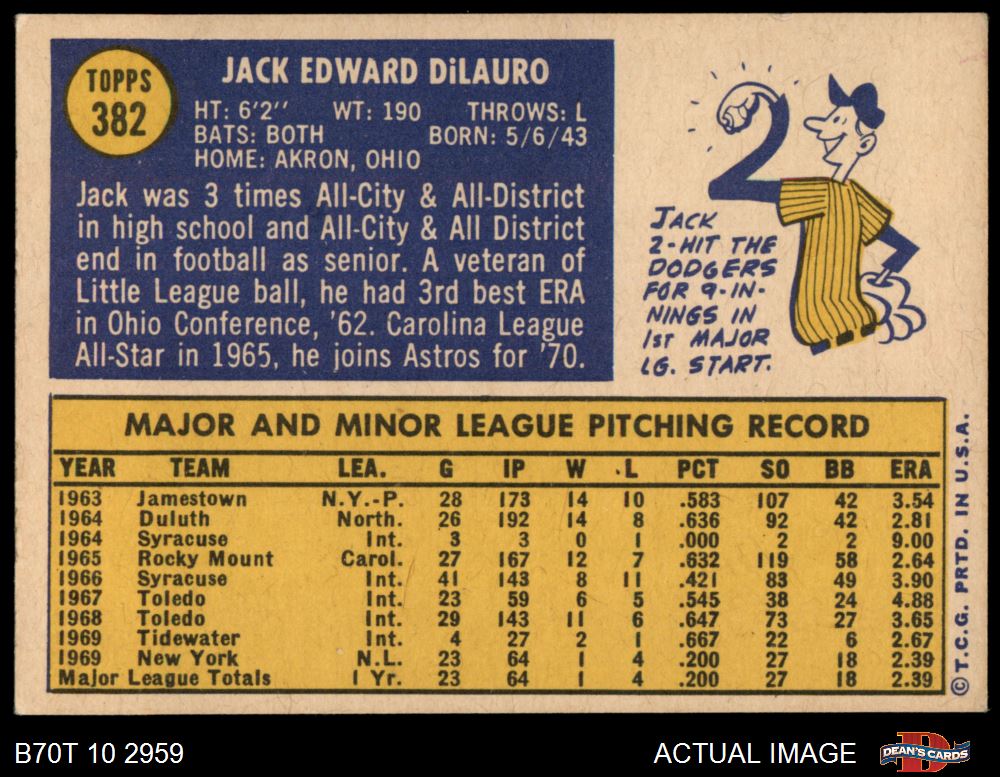 TOPPS
382
JACK EDWARD DiLAURO
HT: 6'2'' WT: 190 THROWS: L
BATS: BOTH BORN: 5/6/43
HOME: AKRON, OHIO
Jack was 3 times All-City & All-District
in high school and All-City & All District
end in football as senior. A veteran of
Little League ball, he had 3rd best ERA
in Ohio Conference, '62. Carolina League
All-Star in 1965, he joins Astros for '70.
2
JACK
2-HIT THE
DODGERS
FOR 9-IN-
NINGS IN
1ST MAJOR
LG. START.
MAJOR AND MINOR LEAGUE PITCHING RECORD
YEAR TEAM LEA. G IP W L PCT SO BB ERA
1963 Jamestown N.Y.-P. 28 173 14 10 .583 107 42 3.54
1964 Duluth North. 26 192 14 8 .636 92 42 2.81
1964 Syracuse Int. 3 3 0 1 .000 2 2 9.00
1965 Rocky Mount Carol. 27 167 12 7 .632 119 58 2.64
1966 Syracuse Int. 41 143 8 11 .421 83 49 3.90
1967 Toledo Int. 23 59 6 5 .545 38 24 4.88
1968 Toledo Int. 29 143 11 6 .647 73 27 3.65
1969 Tidewater Int. 4 27 2 1 .667 22 6 2.67
1969 New York N.L. 23 64 1 4 .200 27 18 2.39
Major League Totals 1 Yr. 23 64 1 4 .200 27 18 2.39
© T.C.G. PRTD. IN U.S.A.
B70T 10 2959 ACTUAL IMAGE
DEAN'S CARDS